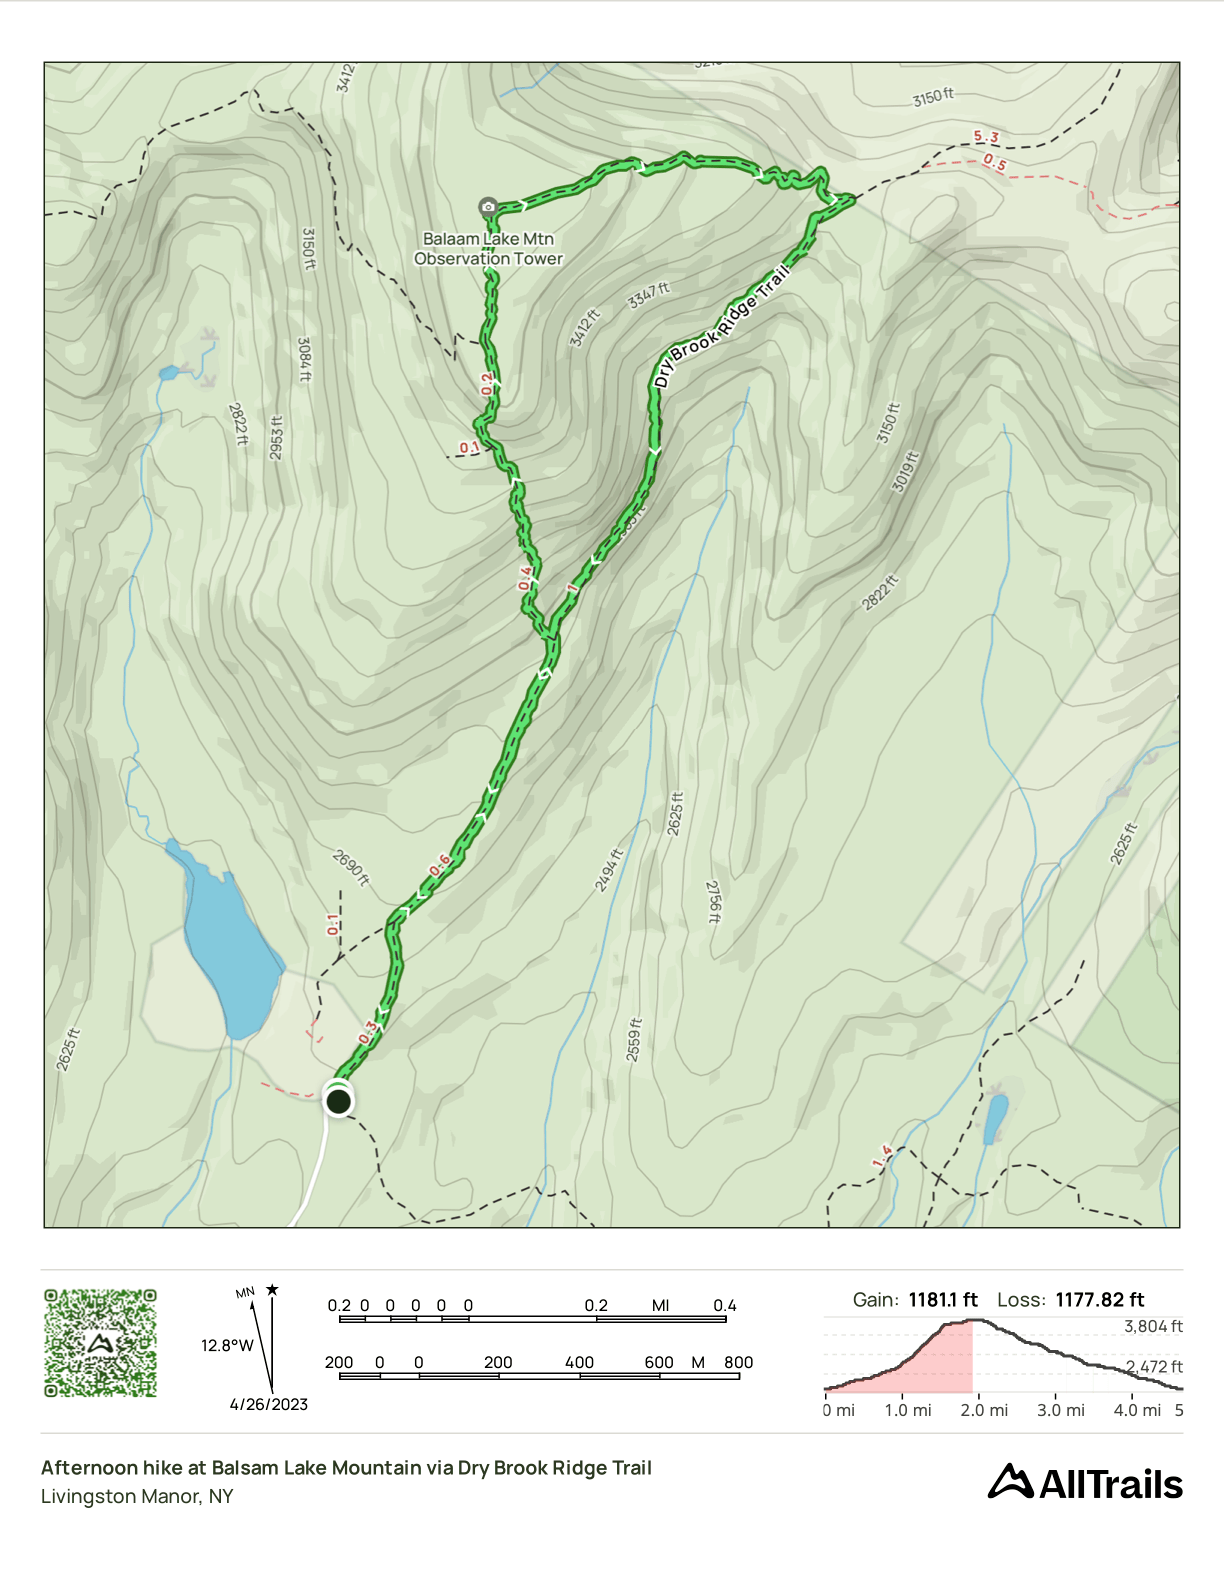 3412
3150 ft
5.3
0.5
Balaam Lake Mtn
Observation Tower
3150 ft
3347 ft
Dry Brook Ridge Trail
3412 ft
3084 ft
0.2
2822 ft
2953 ft
3150 ft
0.1
3019 ft
0.4
1
2822 ft
2625 ft
2625 ft
0.6
2690 ft
2494 ft
2756 ft
0.1
0.3
2625 ft
2559 ft
1.4
MN
12.8°W
4/26/2023
0.2 0 0 0 0 0 0.2 MI 0.4
200 0 0 200 400 600 M 800
Gain: 1181.1 ft Loss: 1177.82 ft
3,804 ft
2,472 ft
0 mi 1.0 mi 2.0 mi 3.0 mi 4.0 mi 5
Afternoon hike at Balsam Lake Mountain via Dry Brook Ridge Trail
Livingston Manor, NY
AllTrails